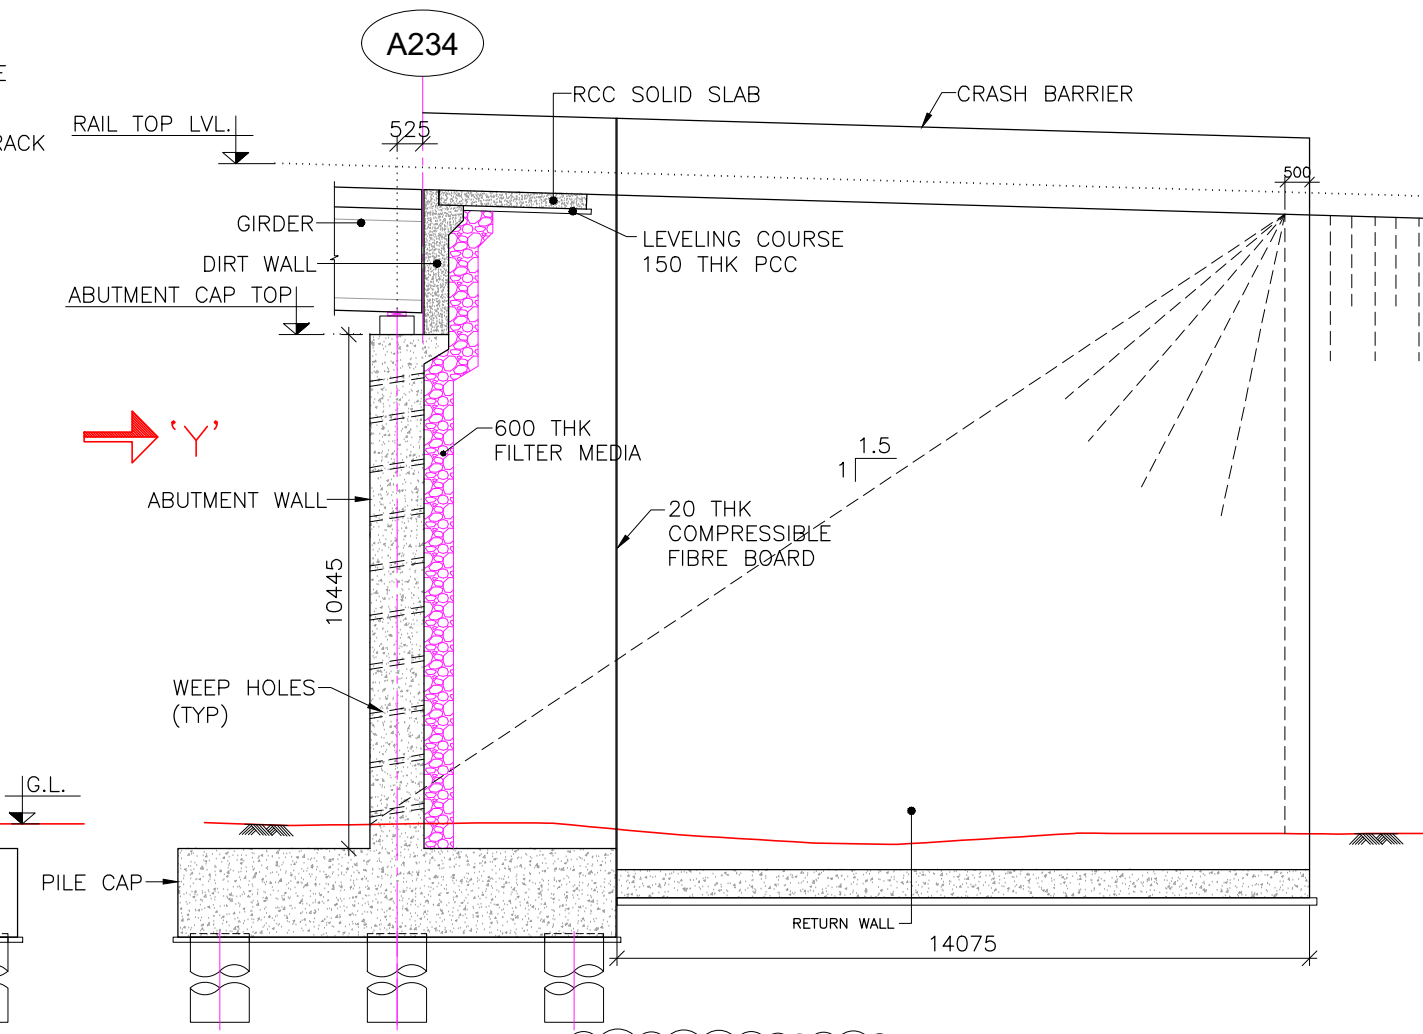 A234
E
RCC SOLID SLAB
CRASH BARRIER
RAIL TOP LVL.
525
RACK
500
GIRDER
LEVELING COURSE
150 THK PCC
DIRT WALL
ABUTMENT CAP TOP
'Y'
600 THK
FILTER MEDIA
1.5
1
ABUTMENT WALL
20 THK
COMPRESSIBLE
FIBRE BOARD
10445
WEEP HOLES
(TYP)
G.L.
PILE CAP
RETURN WALL
14075